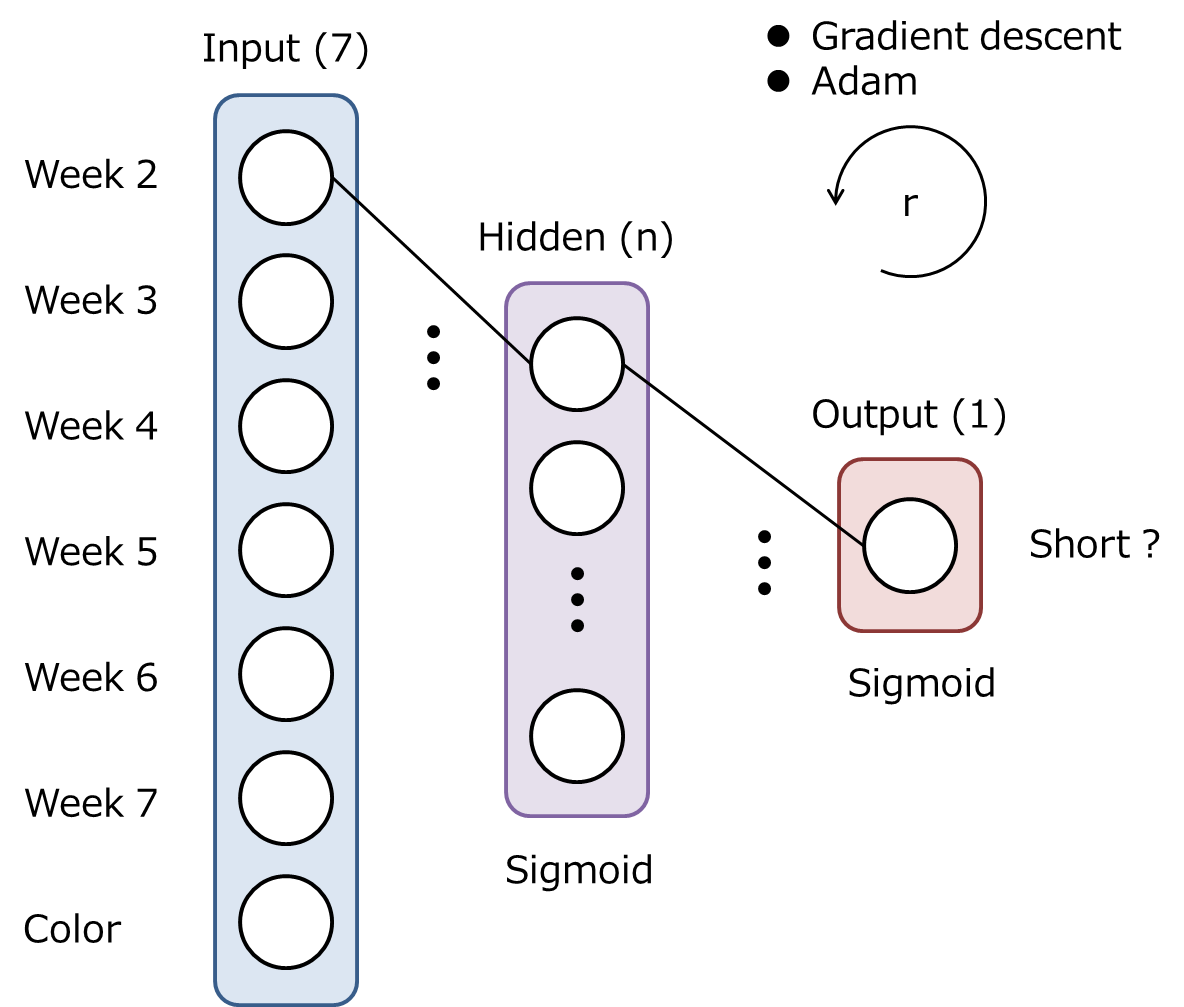 Input (7)
Week 2
Week 3
Week 4
Week 5
Week 6
Week 7
Color
Hidden (n)
Sigmoid
● Gradient descent
● Adam
r
Output (1)
Short ?
Sigmoid